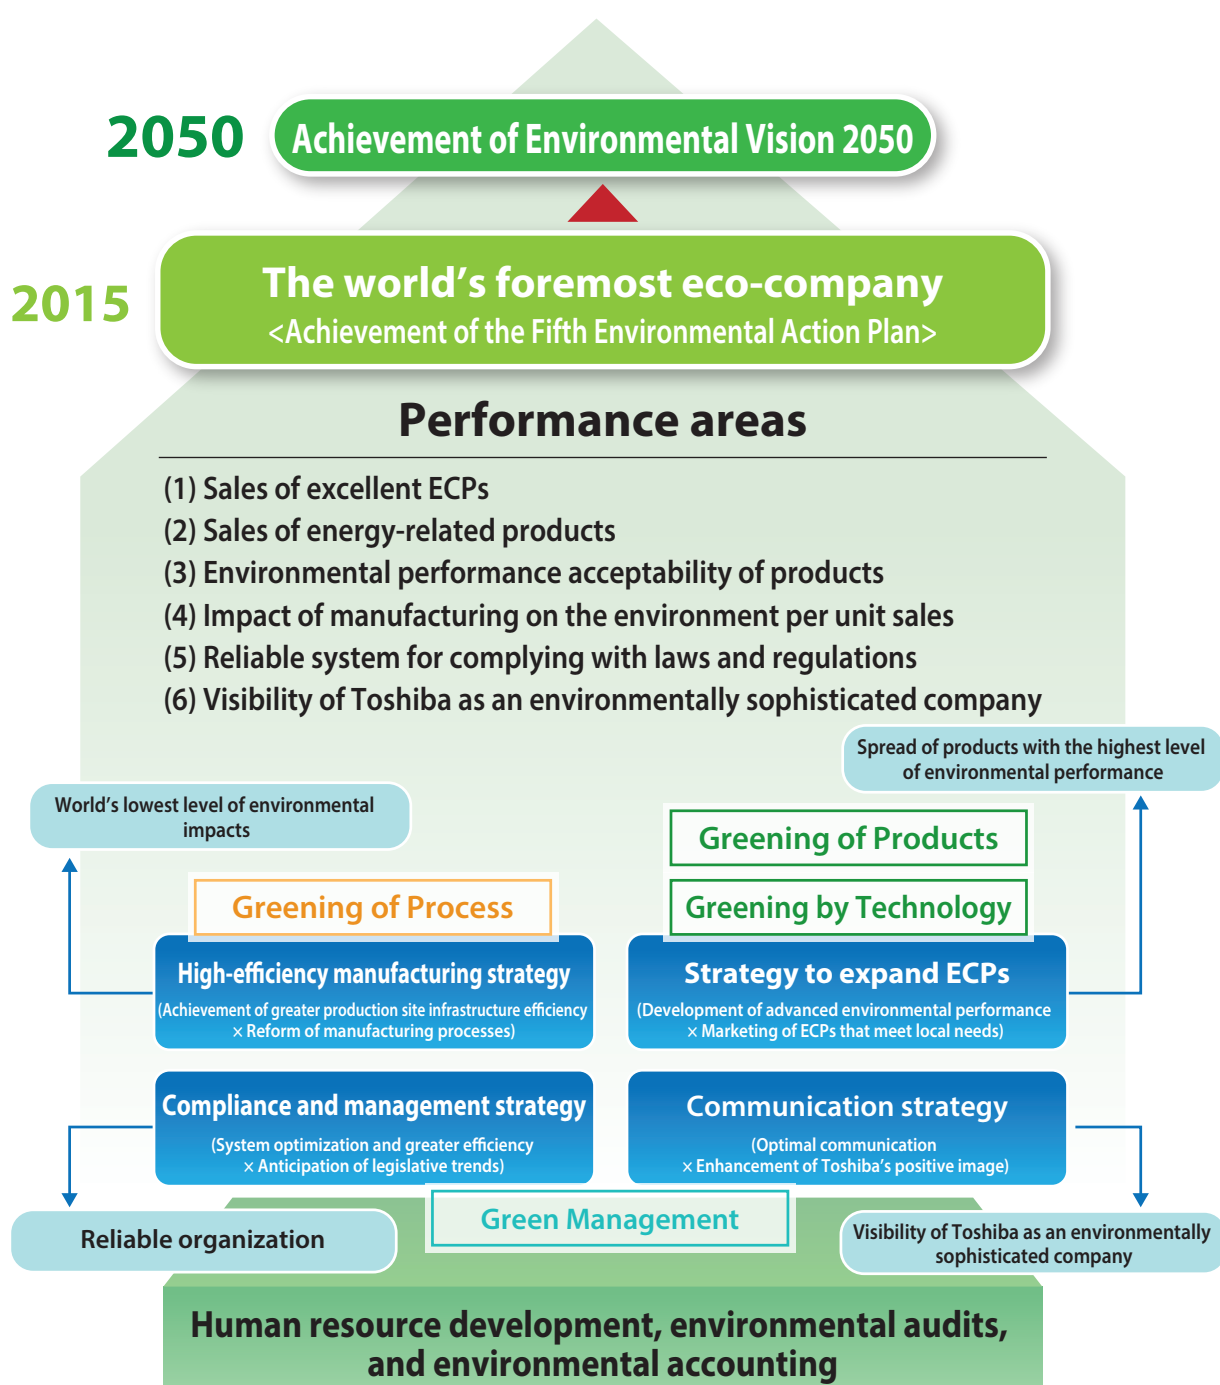 2050
Achievement of Environmental Vision 2050
2015
The world’s foremost eco-company
<Achievement of the Fifth Environmental Action Plan>
Performance areas
(1) Sales of excellent ECPs
(2) Sales of energy-related products
(3) Environmental performance acceptability of products
(4) Impact of manufacturing on the environment per unit sales
(5) Reliable system for complying with laws and regulations
(6) Visibility of Toshiba as an environmentally sophisticated company
Spread of products with the highest level
of environmental performance
World’s lowest level of environmental
impacts
Greening of Products
Greening of Process
Greening by Technology
High-efficiency manufacturing strategy
(Achievement of greater production site infrastructure efficiency
× Reform of manufacturing processes)
Strategy to expand ECPs
(Development of advanced environmental performance
× Marketing of ECPs that meet local needs)
Compliance and management strategy
(System optimization and greater efficiency
× Anticipation of legislative trends)
Communication strategy
(Optimal communication
× Enhancement of Toshiba’s positive image)
Green Management
Reliable organization
Visibility of Toshiba as an environmentally
sophisticated company
Human resource development, environmental audits,
and environmental accounting